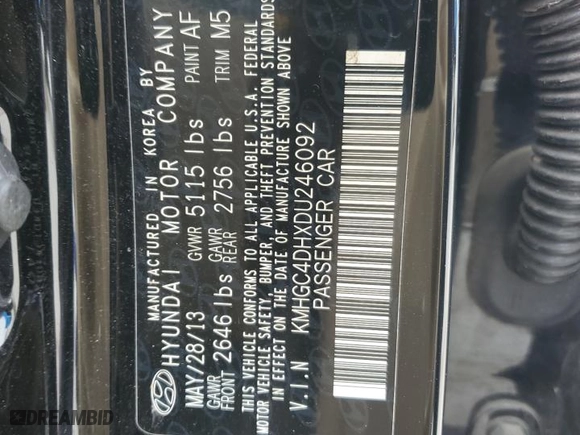 MANUFACTURED IN KOREA BY
HYUNDAI MOTOR COMPANY
MAY/28/13 GVWR 5115 lbs PAINT AF
GAWR FRONT 2646 lbs GAWR REAR 2756 lbs TRIM M5
THIS VEHICLE CONFORMS TO ALL APPLICABLE U.S.A. FEDERAL
MOTOR VEHICLE SAFETY, BUMPER, AND THEFT PREVENTION STANDARDS
IN EFFECT ON THE DATE OF MANUFACTURE SHOWN ABOVE
V.I.N KMHGC4DHXDU246092
PASSENGER CAR
DREAMBID